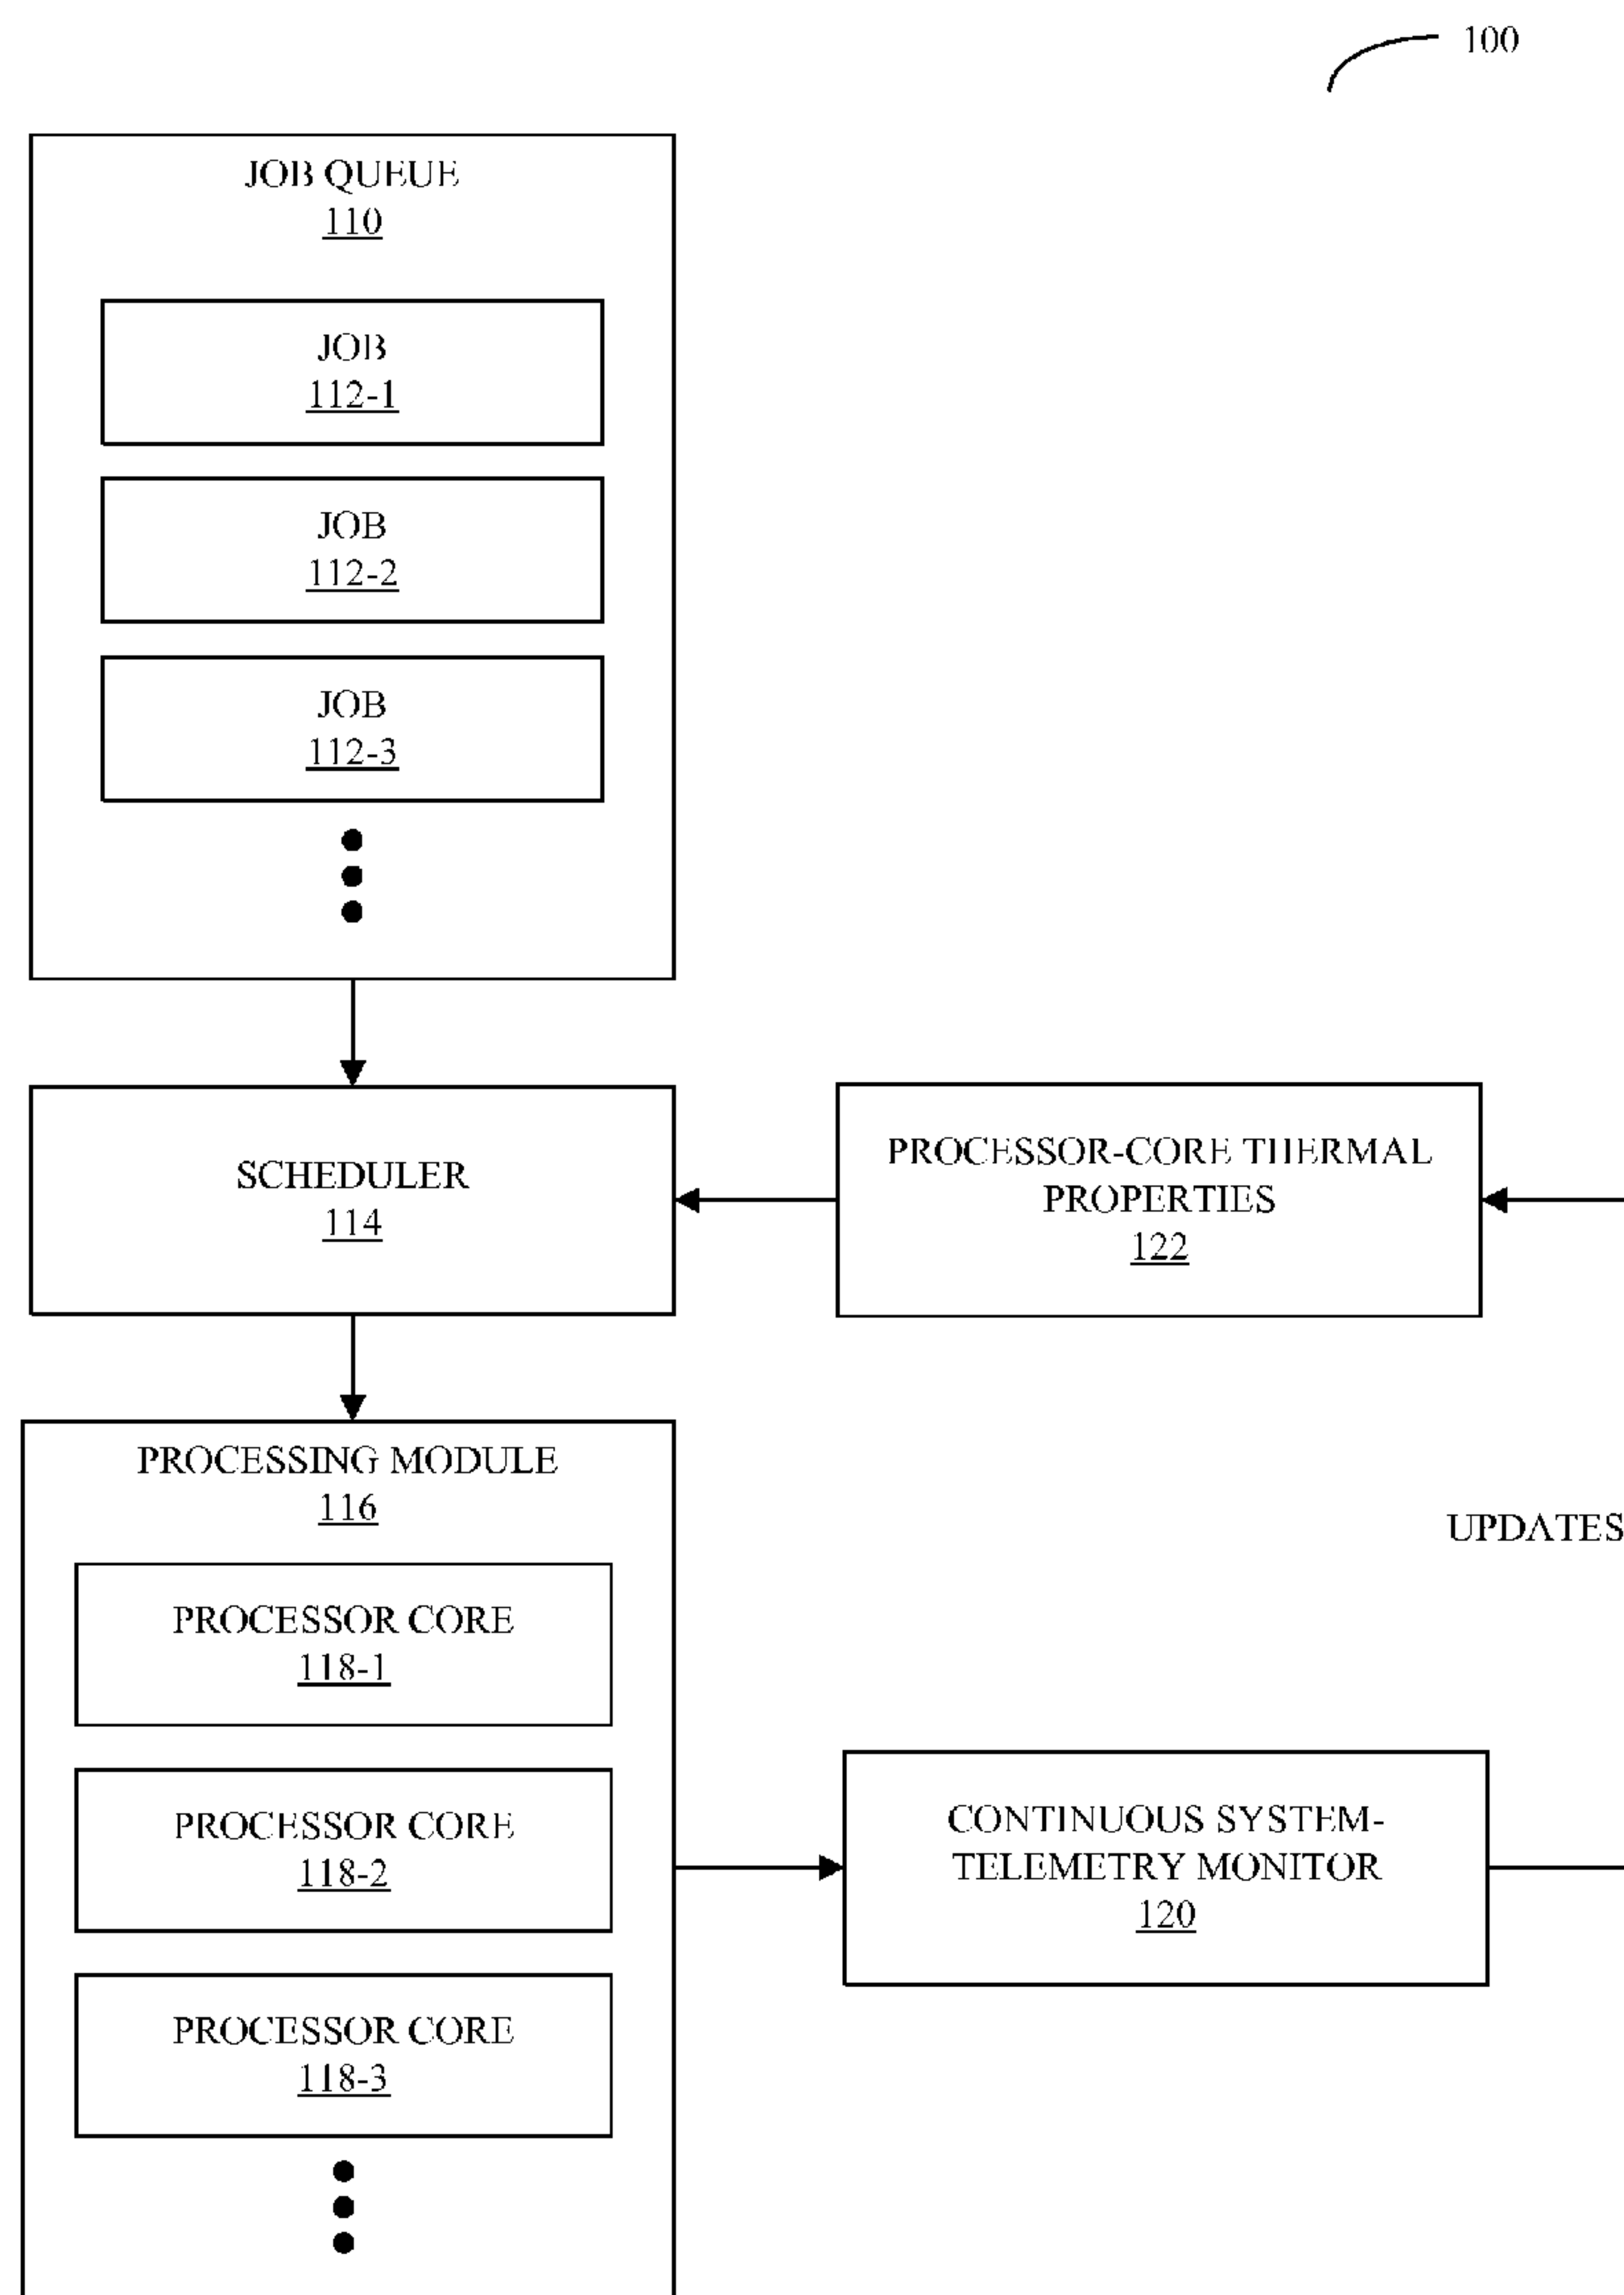 100
JOB QUEUE
110
JOB
112-1
JOB
112-2
JOB
112-3
SCHEDULER
114
PROCESSOR-CORE THERMAL
PROPERTIES
122
PROCESSING MODULE
116
UPDATES
PROCESSOR CORE
118-1
PROCESSOR CORE
118-2
CONTINUOUS SYSTEM-
TELEMETRY MONITOR
120
PROCESSOR CORE
118-3